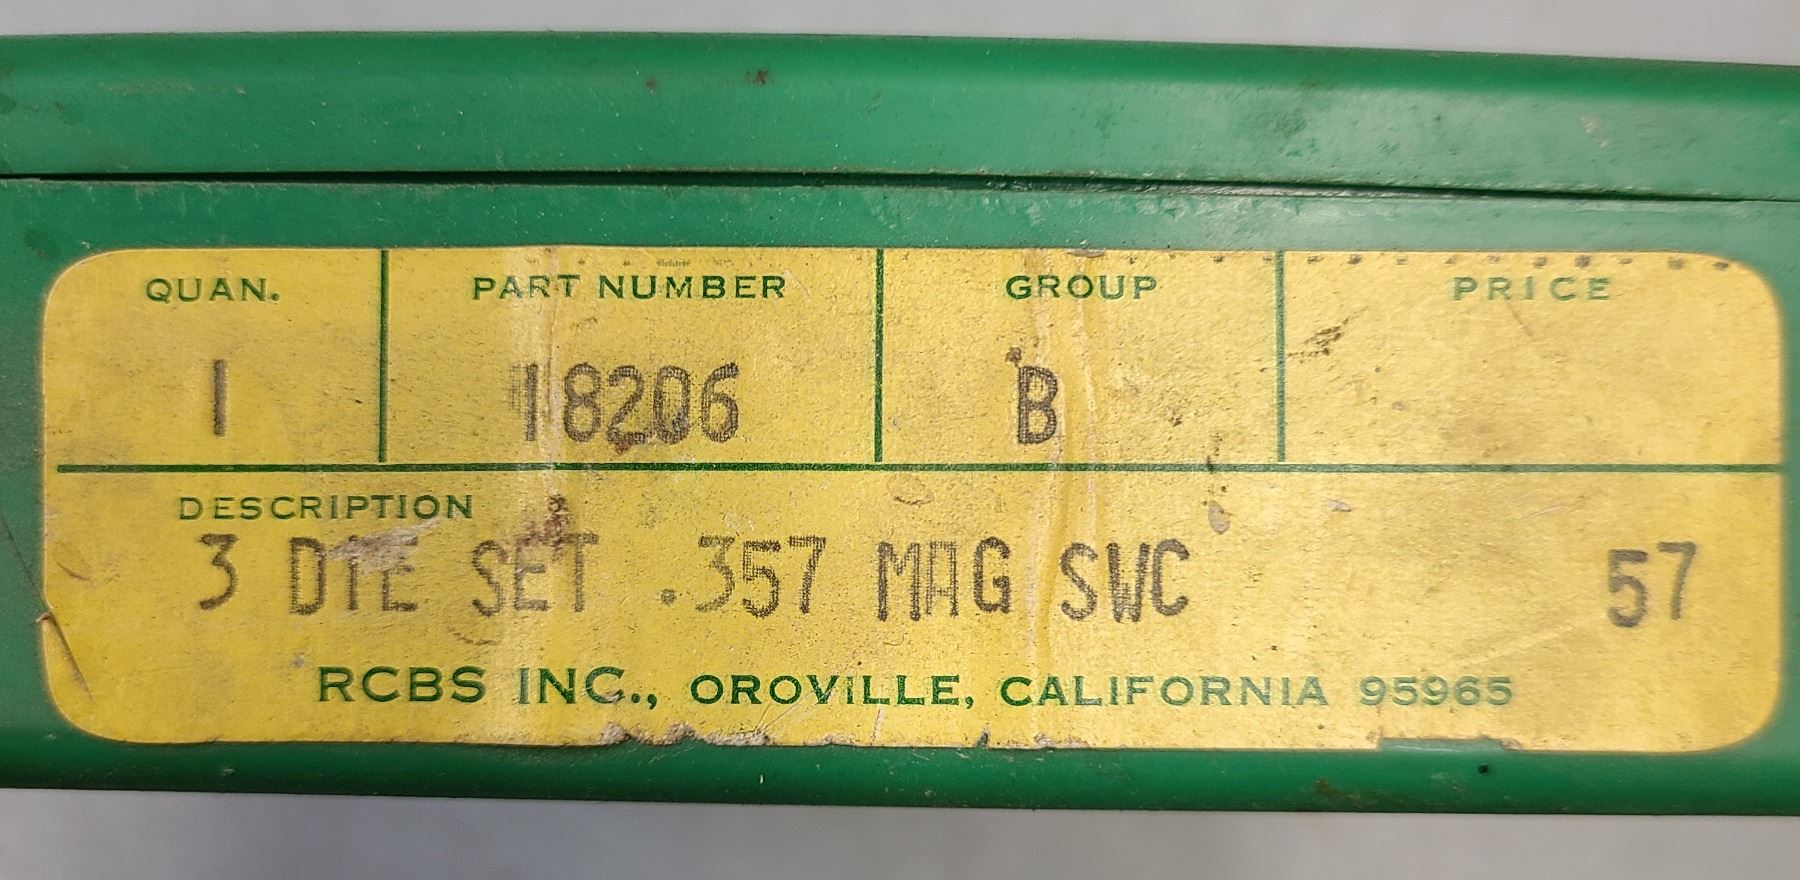 QUAN. PART NUMBER GROUP PRICE
1 18206 B
DESCRIPTION
3 DIE SET .357 MAG SWC 57
RCBS INC., OROVILLE, CALIFORNIA 95965